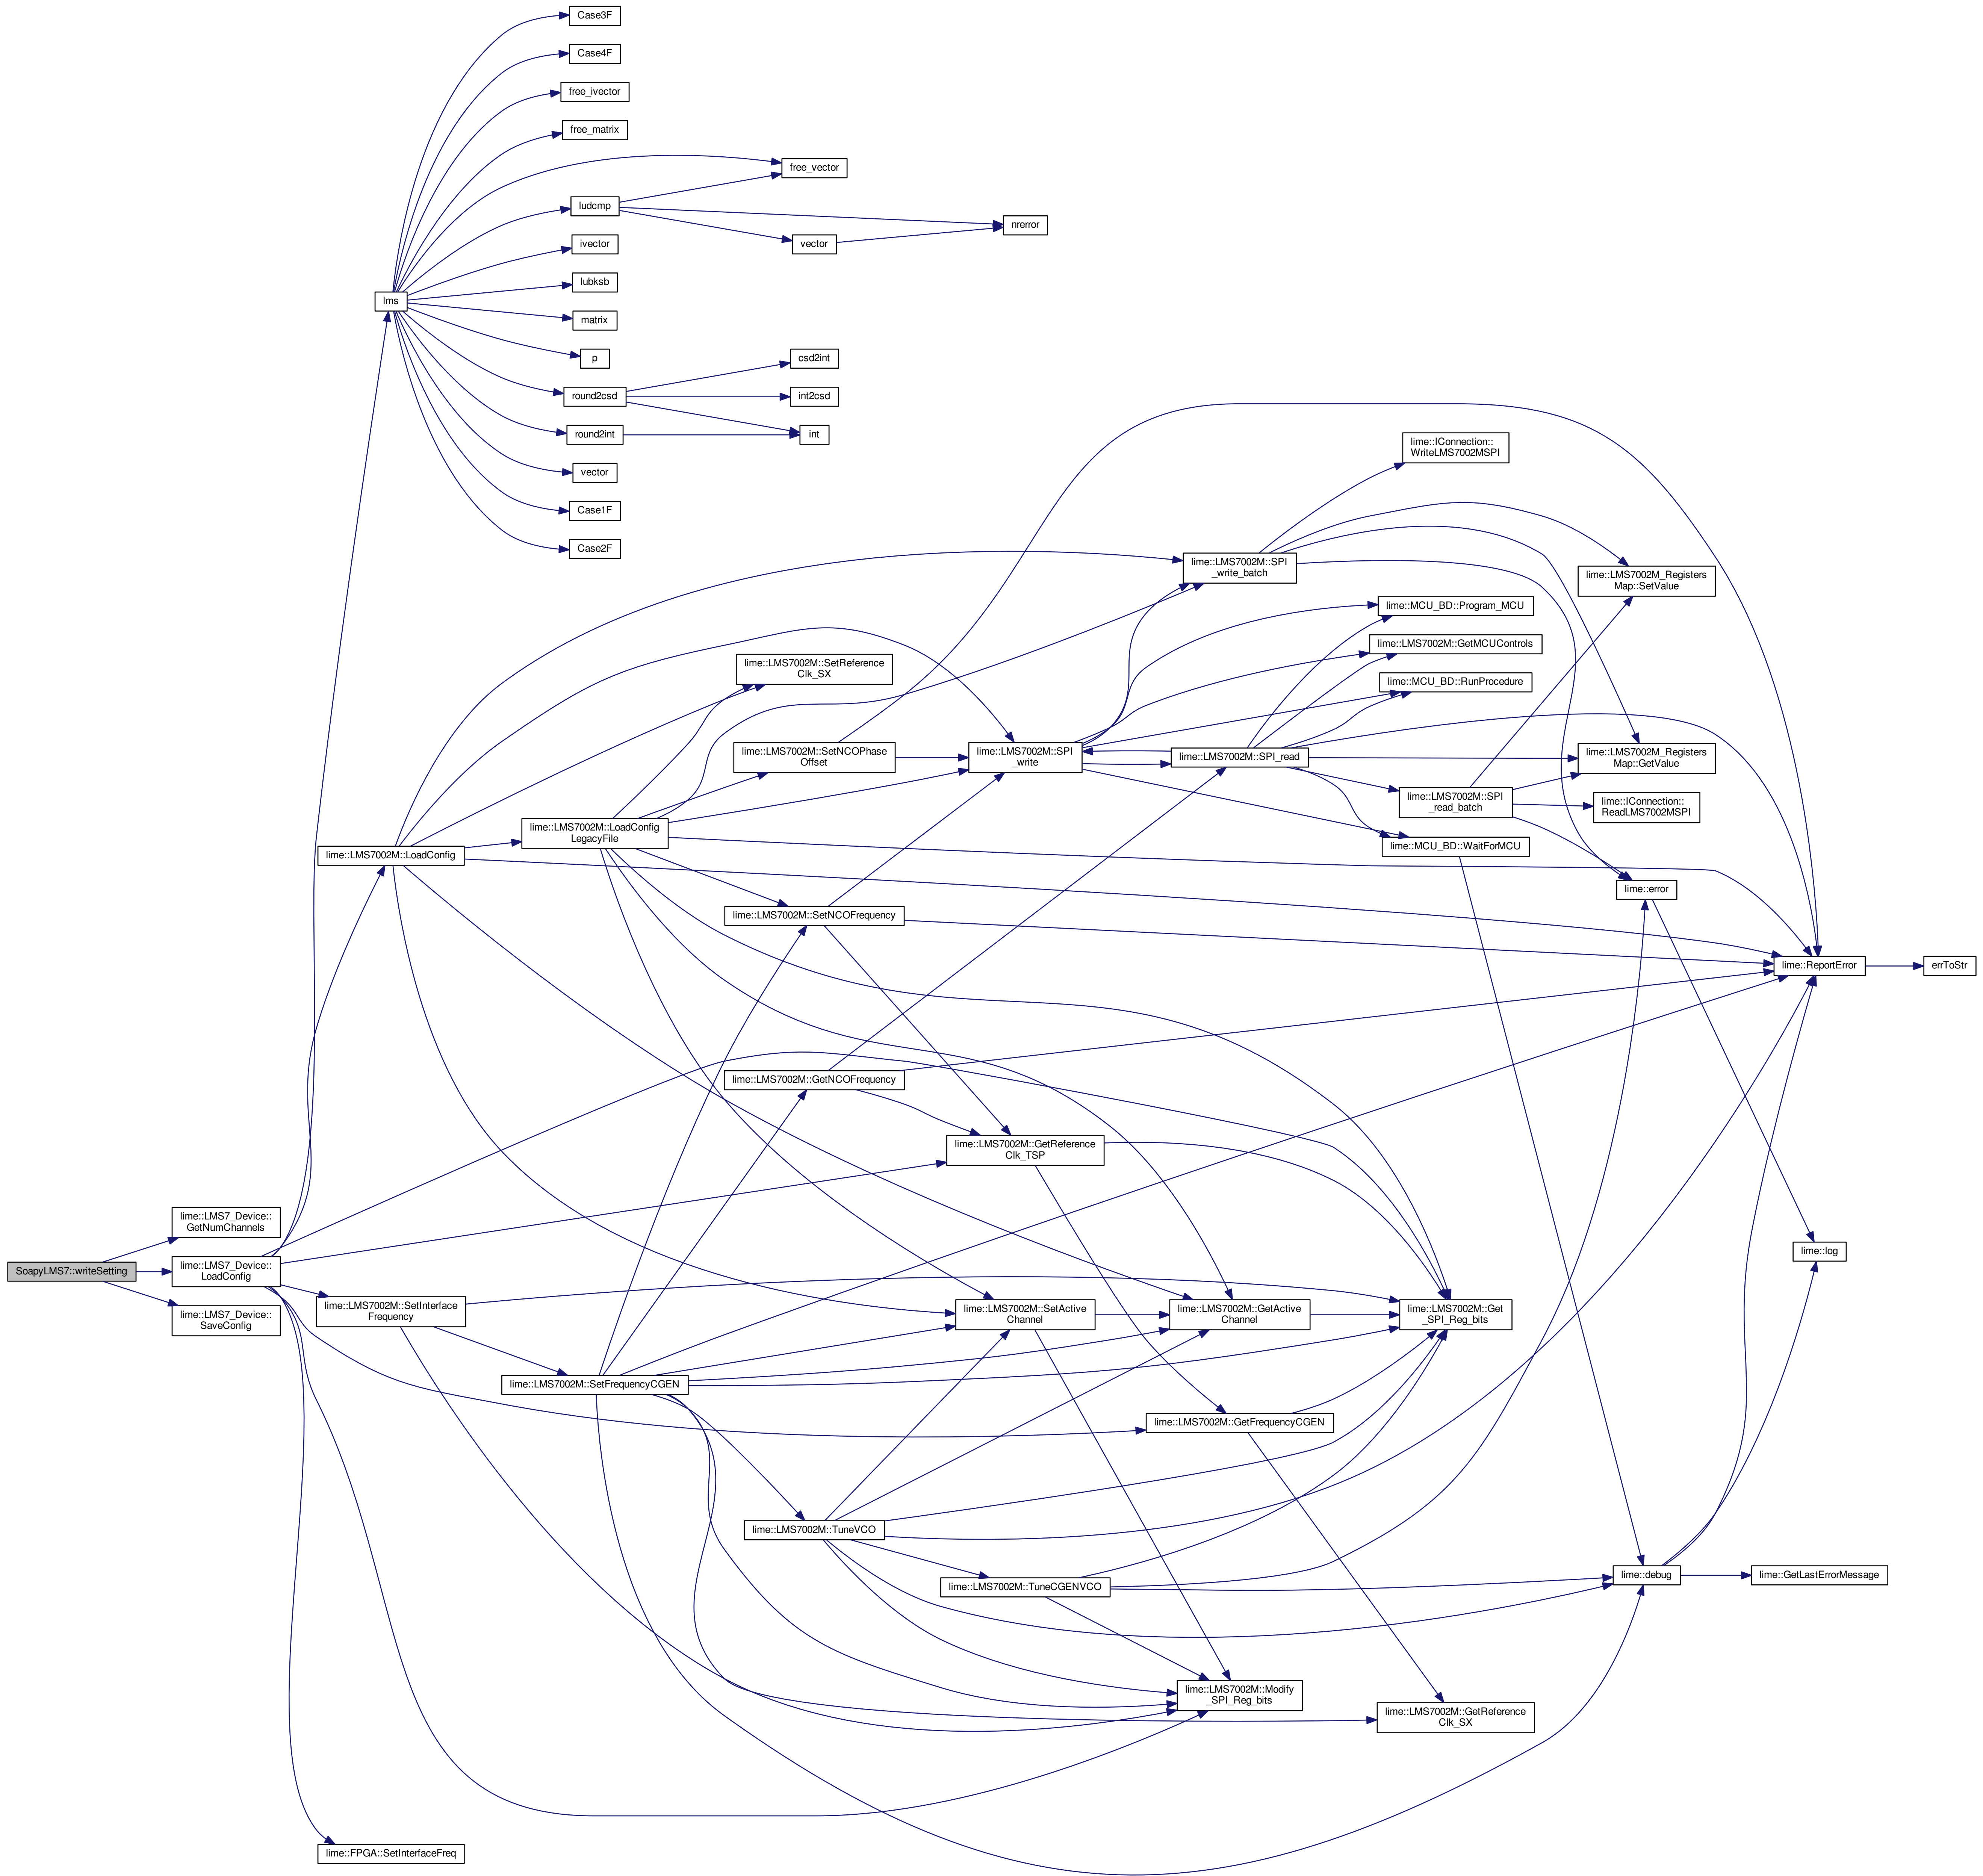 Case3F
Case4F
free_ivector
free_matrix
free_vector
ludcmp
nrerror
ivector
vector
lubksb
lms
matrix
p
csd2int
round2csd
int2csd
round2int
int
lime::IConnection::
WriteLMS7002MSPI
vector
Case1F
Case2F
lime::LMS7002M::SPI
_write_batch
lime::LMS7002M_Registers
Map::SetValue
lime::MCU_BD::Program_MCU
lime::LMS7002M::GetMCUControls
lime::LMS7002M::SetReference
Clk_SX
lime::MCU_BD::RunProcedure
lime::LMS7002M::SetNCOPhase
Offset
lime::LMS7002M::SPI
_write
lime::LMS7002M::SPI_read
lime::LMS7002M_Registers
Map::GetValue
lime::LMS7002M::SPI
_read_batch
lime::IConnection::
ReadLMS7002MSPI
lime::LMS7002M::LoadConfig
LegacyFile
lime::MCU_BD::WaitForMCU
lime::LMS7002M::LoadConfig
lime::error
lime::LMS7002M::SetNCOFrequency
lime::ReportError
errToStr
lime::LMS7002M::GetNCOFrequency
lime::LMS7002M::GetReference
Clk_TSP
lime::LMS7_Device::
GetNumChannels
lime::log
SoapyLMS7::writeSetting
lime::LMS7_Device::
LoadConfig
lime::LMS7002M::SetInterface
Frequency
lime::LMS7002M::SetActive
Channel
lime::LMS7002M::GetActive
Channel
lime::LMS7002M::Get
_SPI_Reg_bits
lime::LMS7_Device::
SaveConfig
lime::LMS7002M::SetFrequencyCGEN
lime::LMS7002M::GetFrequencyCGEN
lime::LMS7002M::TuneVCO
lime::LMS7002M::TuneCGENVCO
lime::debug
lime::GetLastErrorMessage
lime::LMS7002M::Modify
_SPI_Reg_bits
lime::LMS7002M::GetReference
Clk_SX
lime::FPGA::SetInterfaceFreq